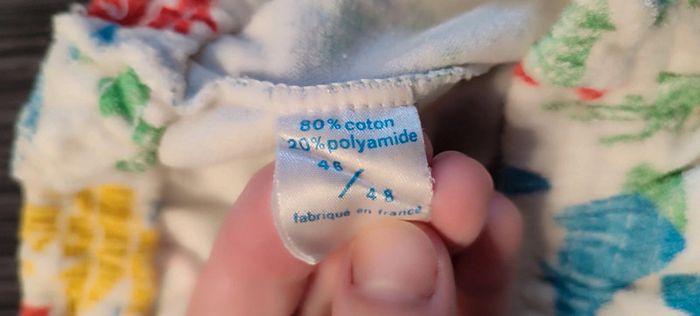 80% coton
20% polyamide
46 / 48
fabriqué en france